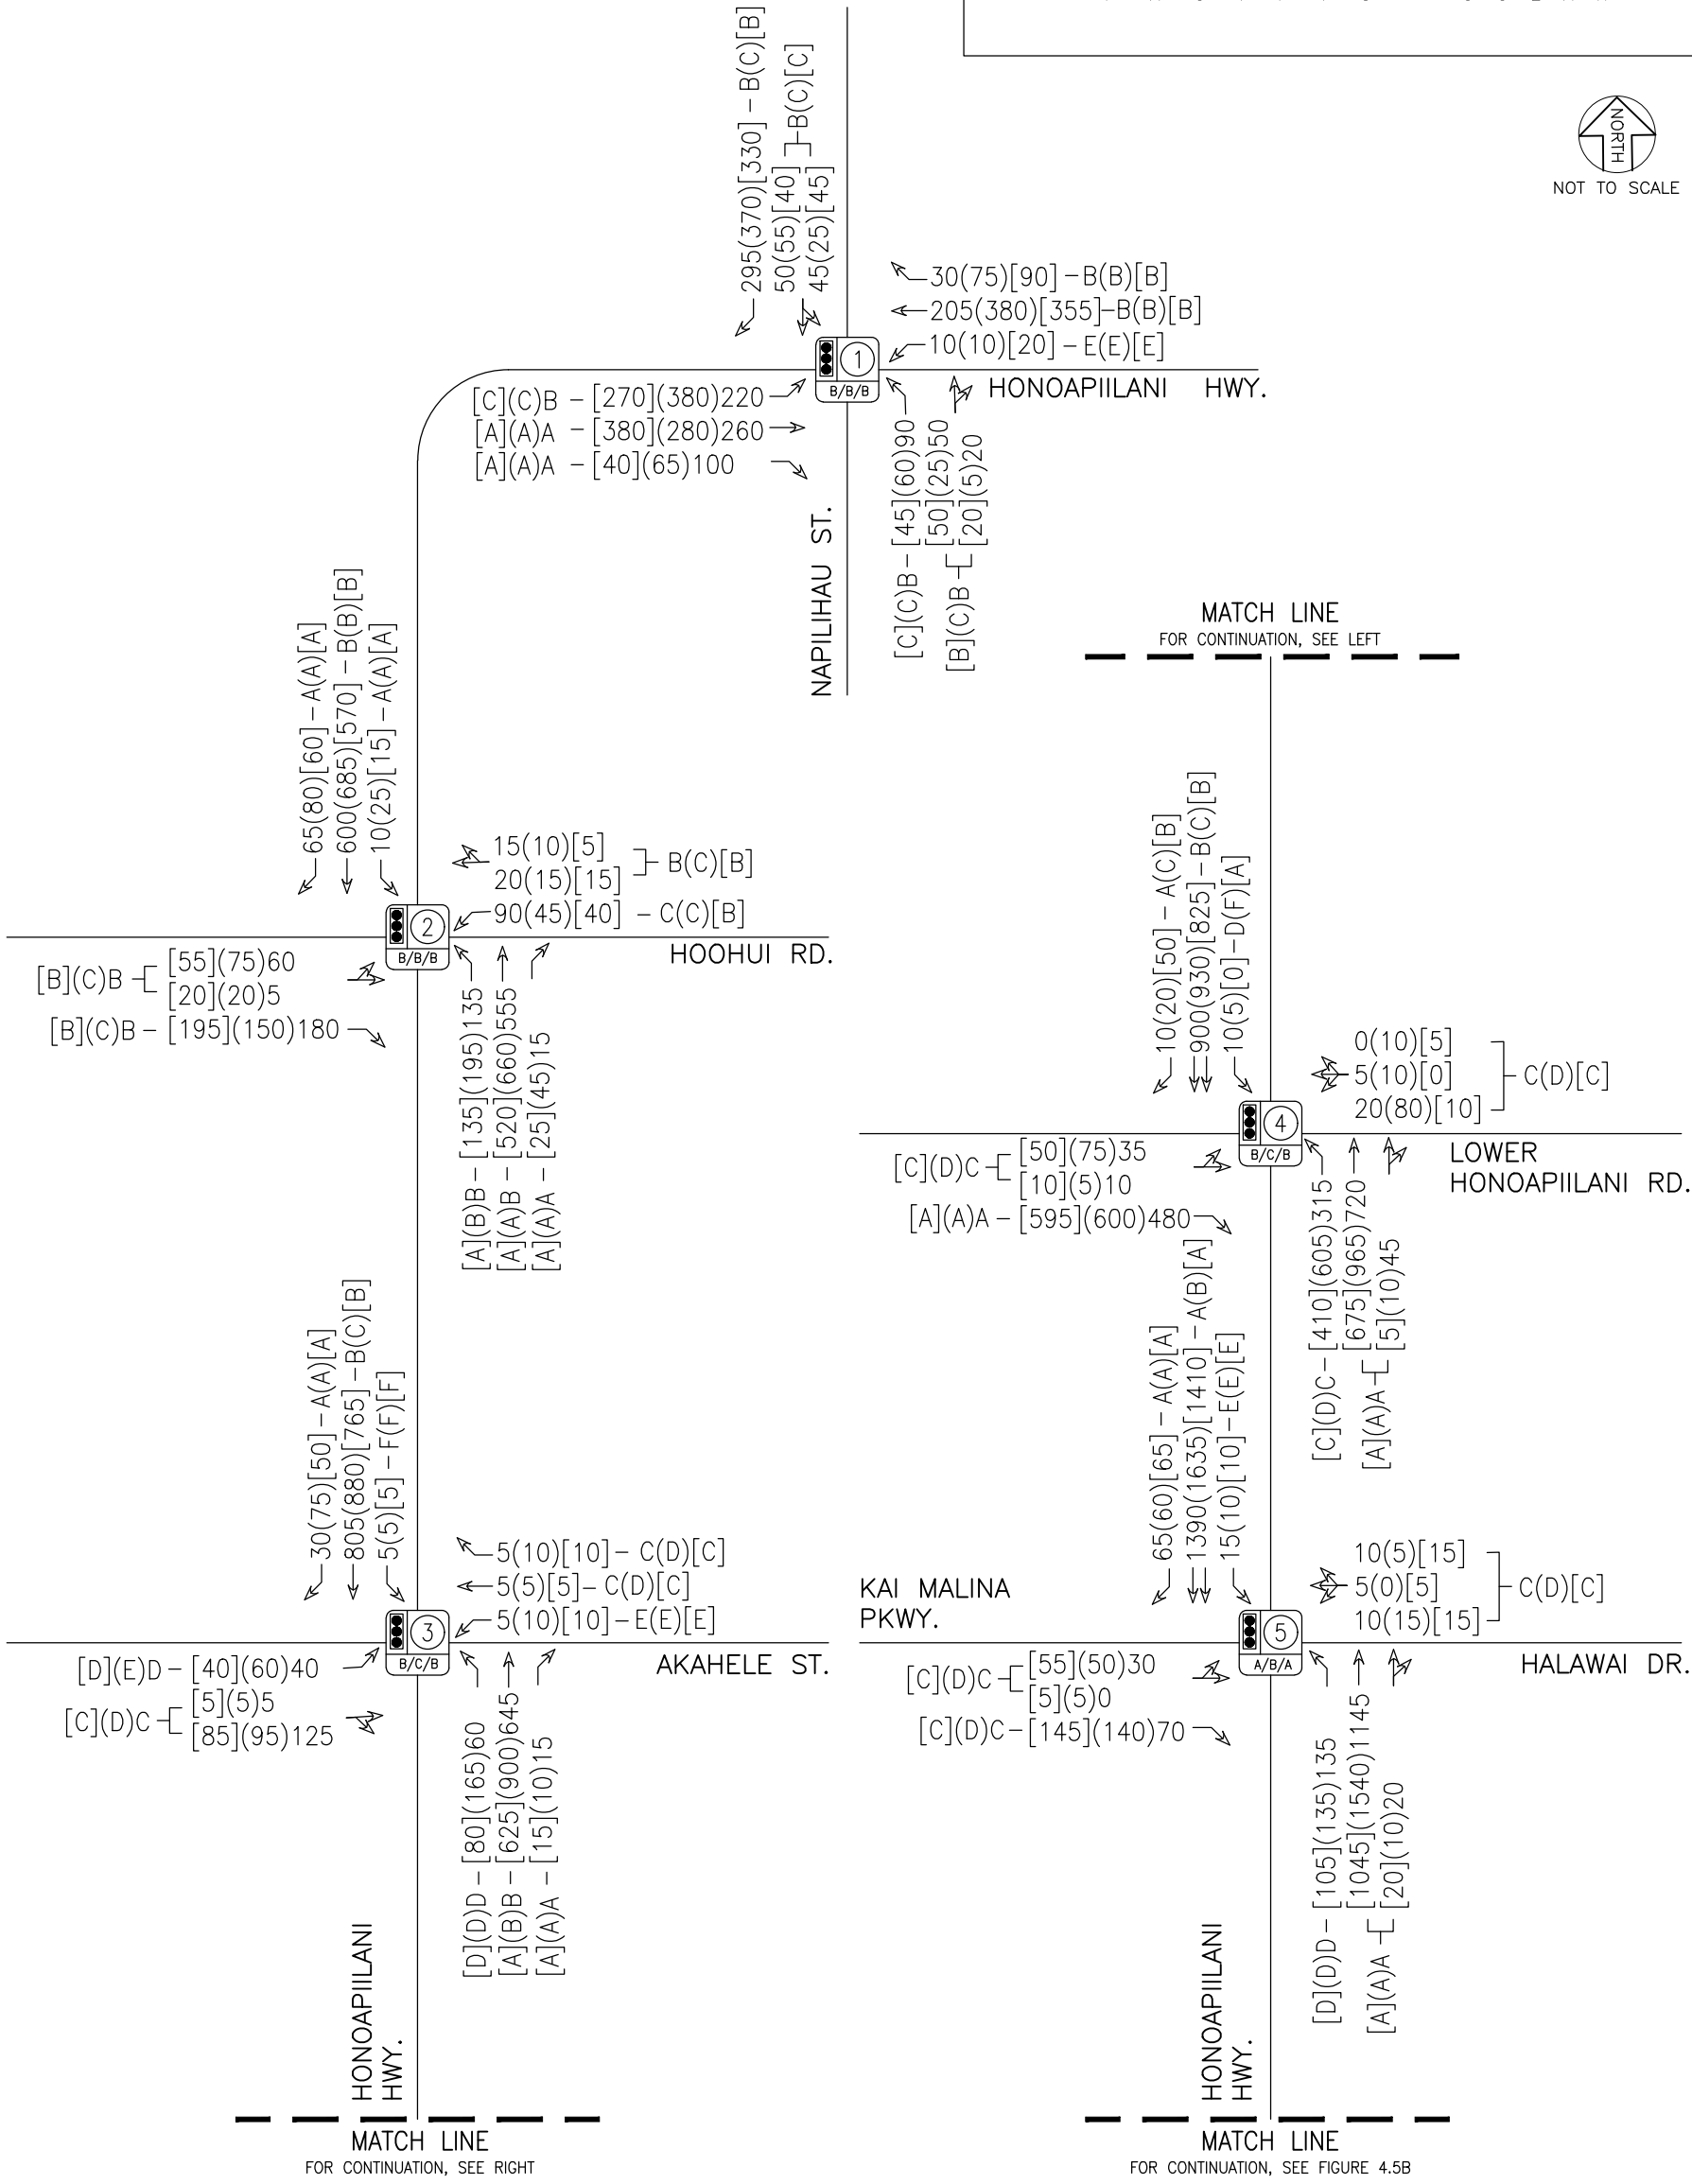 NORTH
NOT TO SCALE
295(370)[330] – B(C)[B]
50(55)[40]
45(25)[45]
B(C)[C]
30(75)[90] – B(B)[B]
205(380)[355] – B(B)[B]
10(10)[20] – E(E)[E]
1
B/B/B
HONOAPIILANI HWY.
[C](C)B – [270](380)220
[A](A)A – [380](280)260
[A](A)A – [40](65)100
[C](C)B – [45](60)90
[50](25)50
[20](5)20
[B](C)B –
NAPILIHAU ST.
65(80)[60] – A(A)[A]
600(685)[570] – B(B)[B]
10(25)[15] – A(A)[A]
15(10)[5]
20(15)[15]
– B(C)[B]
90(45)[40] – C(C)[B]
2
B/B/B
HOOHUI RD.
[B](C)B –
[55](75)60
[20](20)5
[B](C)B – [195](150)180
[A](B)B – [135](195)135
[A](A)B – [520](660)555
[A](A)A – [25](45)15
30(75)[50] – A(A)[A]
805(880)[765] – B(C)[B]
5(5)[5] – F(F)[F]
5(10)[10] – C(D)[C]
5(5)[5] – C(D)[C]
5(10)[10] – E(E)[E]
3
B/C/B
AKAHELE ST.
[D](E)D – [40](60)40
[C](D)C –
[5](5)5
[85](95)125
[D](D)D – [80](165)60
[A](B)B – [625](900)645
[A](A)A – [15](10)15
HONOAPIILANI
HWY.
MATCH LINE
FOR CONTINUATION, SEE RIGHT
MATCH LINE
FOR CONTINUATION, SEE LEFT
10(20)[50] – A(C)[B]
900(930)[825] – B(C)[B]
10(5)[0] – D(F)[A]
0(10)[5]
5(10)[0]
20(80)[10]
– C(D)[C]
4
B/C/B
LOWER
HONOAPIILANI RD.
[C](D)C –
[50](75)35
[10](5)10
[A](A)A – [595](600)480
[C](D)C – [410](605)315
[675](965)720
[5](10)45
[A](A)A –
65(60)[65] – A(A)[A]
1390(1635)[1410] – A(B)[A]
15(10)[10] – E(E)[E]
10(5)[15]
5(0)[5]
10(15)[15]
– C(D)[C]
KAI MALINA
PKWY.
5
A/B/A
HALAWAI DR.
[C](D)C –
[55](50)30
[5](5)0
[C](D)C – [145](140)70
[D](D)D – [105](135)135
[1045](1540)1145
[20](10)20
[A](A)A –
HONOAPIILANI
HWY.
MATCH LINE
FOR CONTINUATION, SEE FIGURE 4.5B